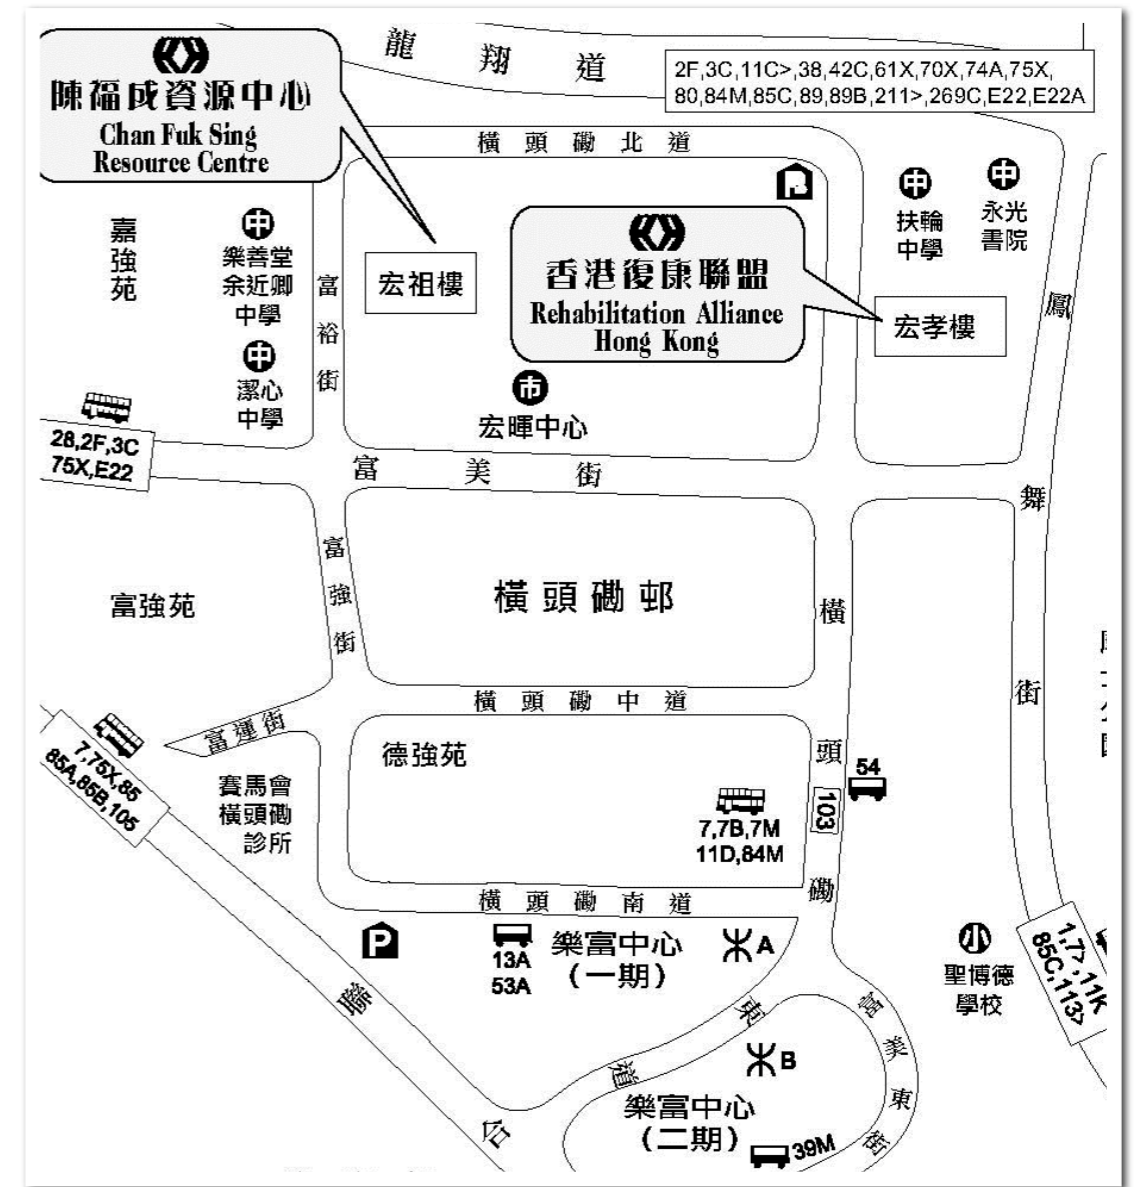 龍翔道
2F,3C,11C>,38,42C,61X,70X,74A,75X,
80,84M,85C,89,89B,211>,269C,E22,E22A
陳福成資源中心
Chan Fuk Sing
Resource Centre
橫頭磡北道
中
扶輪
中學
中
永光
書院
嘉強苑
中
樂善堂
余近卿
中學
中
潔心
中學
富裕街
宏祖樓
香港復康聯盟
Rehabilitation Alliance
Hong Kong
宏孝樓
鳳舞街
市
宏暉中心
28,2F,3C
75X,E22
富美街
富強街
富強苑
橫頭磡邨
橫頭磡
橫頭磡中道
富運街
德強苑
7,75X,85
85A,85B,105
賽馬會
橫頭磡
診所
54
103
7,7B,7M
11D,84M
橫頭磡南道
P
13A
53A
樂富中心
(一期)
A
小
聖博德
學校
1,7>,11K
85C,113>
聯合
東道
富美東街
B
樂富中心
(二期)
39M